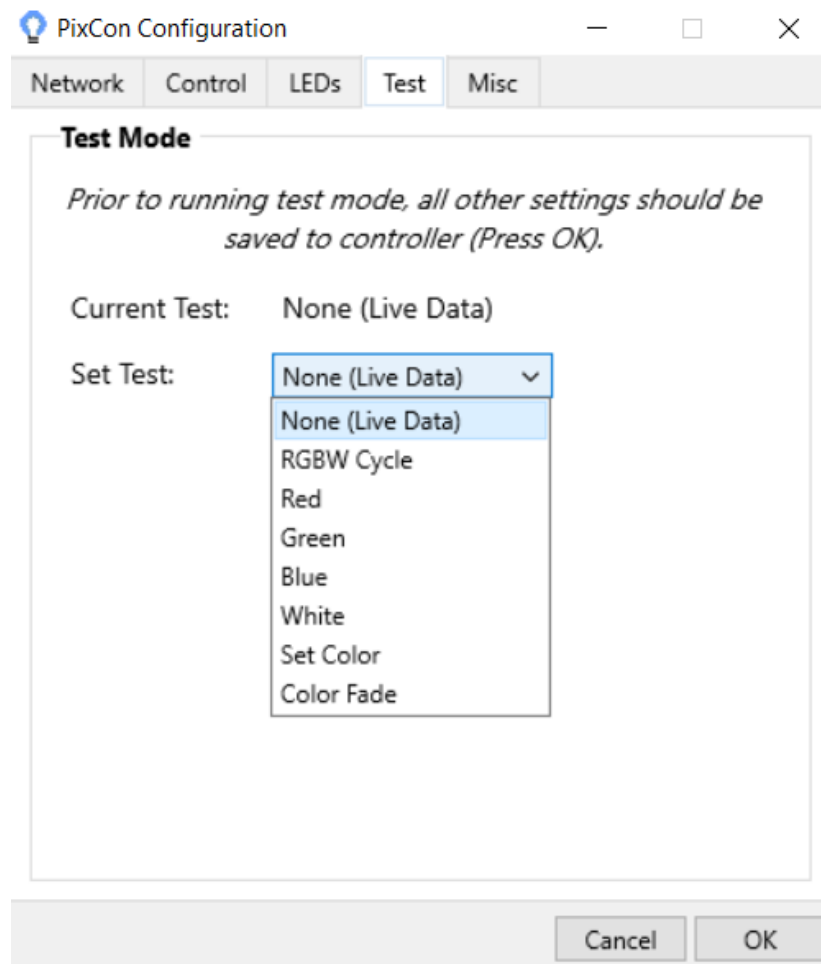 PixCon Configuration
Network Control LEDs Test Misc
Test Mode
Prior to running test mode, all other settings should be
saved to controller (Press OK).
Current Test: None (Live Data)
Set Test: None (Live Data)
None (Live Data)
RGBW Cycle
Red
Green
Blue
White
Set Color
Color Fade
Cancel OK